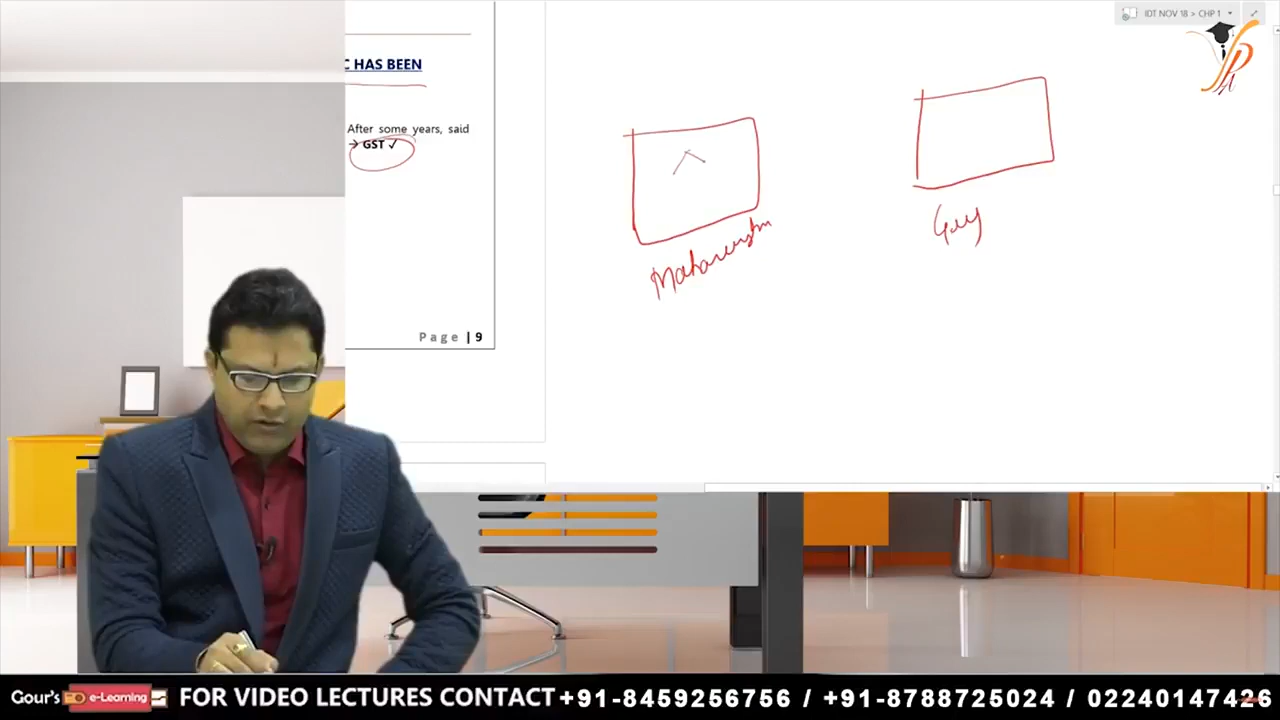 IDT NOV 18 > CHP 1
C HAS BEEN
After some years, said
→ GST ✓
Maharashtra
Guj
Page | 9
Gour's e-Learning FOR VIDEO LECTURES CONTACT +91-8459256756 / +91-8788725024 / 02240147426